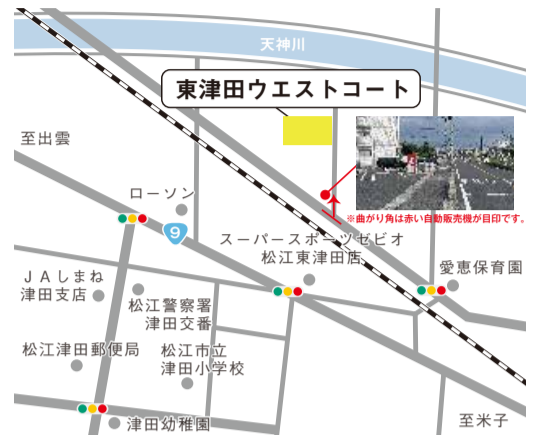 天神川
東津田ウエストコート
至出雲
ローソン
9
※曲がり角は赤い自動販売機が目印です。
スーパースポーツゼビオ
松江東津田店
愛恵保育園
ＪＡしまね
津田支店
松江警察署
津田交番
松江津田郵便局
松江市立
津田小学校
津田幼稚園
至米子